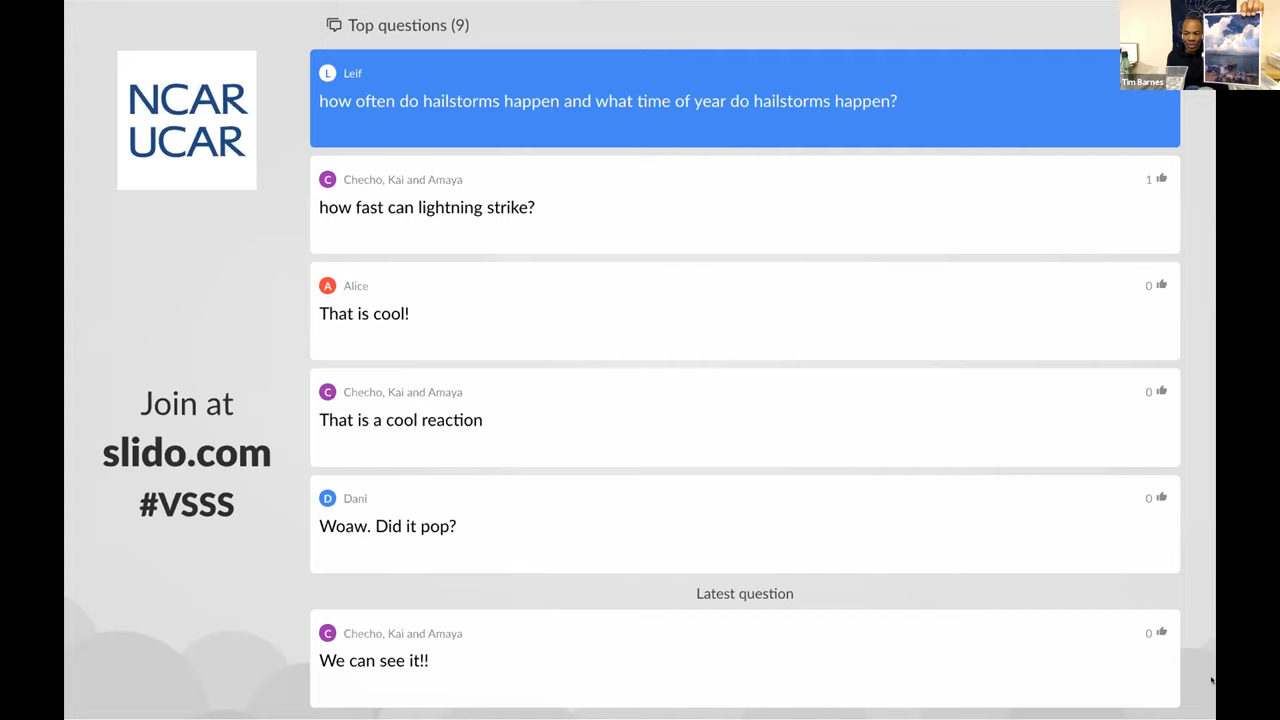 Top questions (9)
NCAR
UCAR
L Leif
how often do hailstorms happen and what time of year do hailstorms happen?
C Checho, Kai and Amaya 1
how fast can lightning strike?
A Alice 0
That is cool!
C Checho, Kai and Amaya 0
That is a cool reaction
D Dani 0
Woaw. Did it pop?
Latest question
C Checho, Kai and Amaya 0
We can see it!!
Join at
slido.com
#VSSS
Tim Barnes